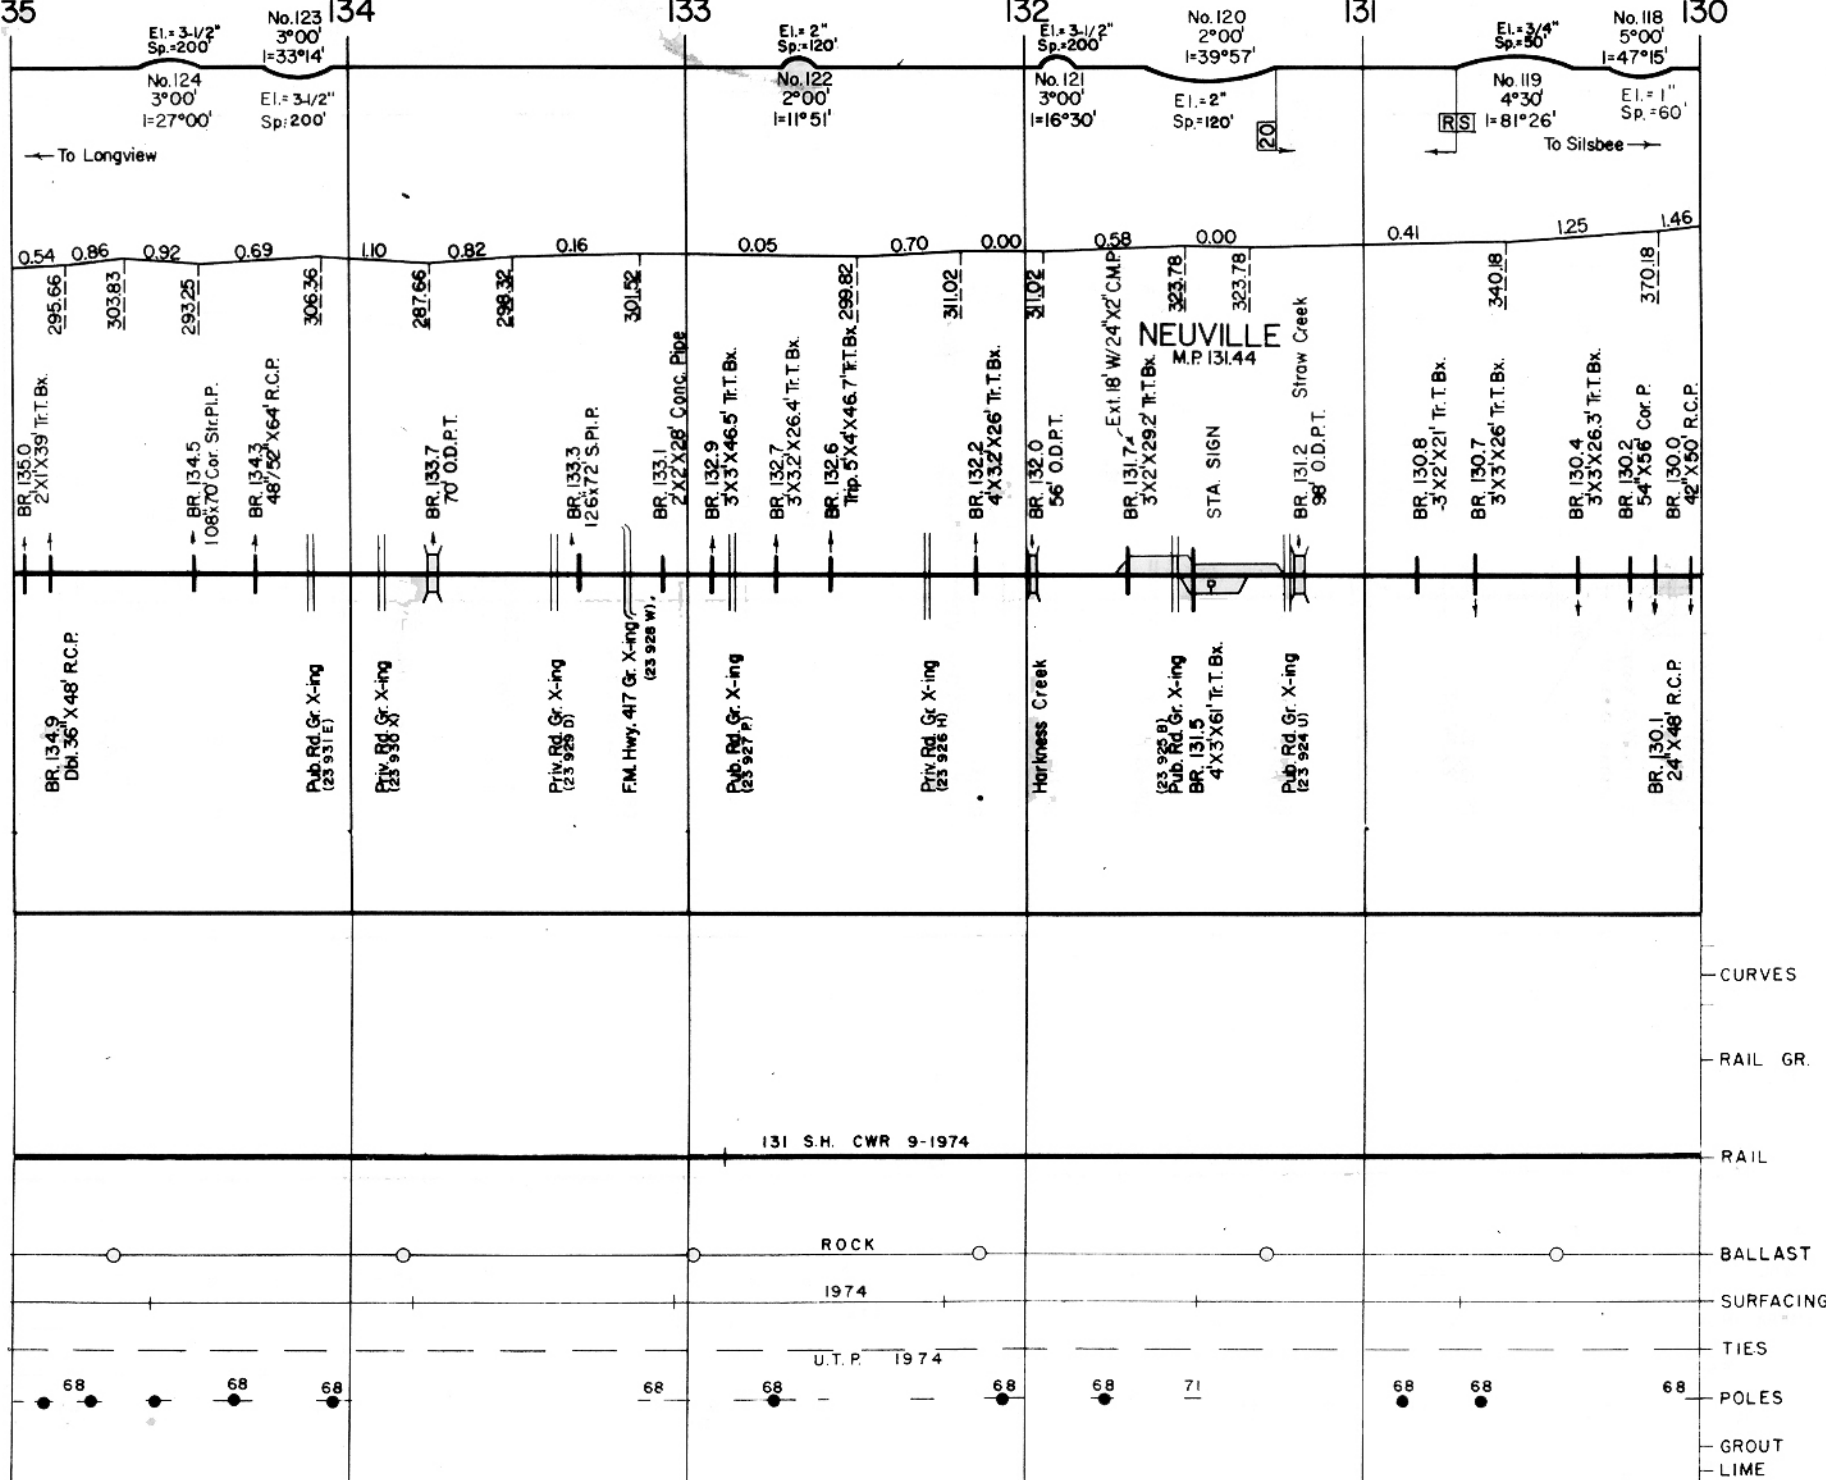 35
134
133
132
131
130
El.= 3-1/2"
Sp.=200'
No.123
3°00'
I=33°14'
El.= 2"
Sp.=120'
El.= 3-1/2"
Sp.=200'
No.120
2°00'
I=39°57'
El.= 3/4"
Sp.=50'
No.118
5°00'
I=47°15'
No.124
3°00'
I=27°00'
El.= 3-1/2"
Sp.=200'
No.122
2°00'
I=11°51'
No.121
3°00'
I=16°30'
El.=2"
Sp.=120'
20
RS
No.119
4°30'
I=81°26'
El.= 1"
Sp.=60'
To Longview
To Silsbee
0.54
0.86
0.92
0.69
1.10
0.82
0.16
0.05
0.70
0.00
0.58
0.00
0.41
1.25
1.46
295.66
303.83
293.25
306.36
287.66
298.32
301.52
299.82
311.02
311.02
323.78
323.78
340.18
370.18
NEUVILLE
M.P. 131.44
BR. 135.0
2'X1'X39' Tr.T. Bx.
BR. 134.5
108"x70' Cor. Str.Pl.P.
BR. 134.3
48"/52"X64' R.C.P.
BR. 133.7
70' O.D.P.T.
BR. 133.3
126"x72' S.Pl.P.
BR. 133.1
2'X2'X28' Conc. Pipe
BR. 132.9
3'X3'X46.5' Tr.T. Bx.
BR. 132.7
3'X3.2'X26.4' Tr.T. Bx.
BR. 132.6
Trip. 5'X4'X46.7' Tr.T. Bx.
BR. 132.2
4'X3.2'X26' Tr.T. Bx.
BR. 132.0
56' O.D.P.T.
Ext. 18' W/24"X2" C.M.P.
BR. 131.7
3'X2'X29.2' Tr.T. Bx.
STA. SIGN
BR. 131.2
98' O.D.P.T.
Straw Creek
BR. 130.8
3'X2'X21' Tr.T. Bx.
BR. 130.7
3'X3'X26' Tr.T. Bx.
BR. 130.4
3'X3'X26.3' Tr.T. Bx.
BR. 130.2
54"X56' Cor. P.
BR. 130.0
42"X50' R.C.P.
BR. 134.9
Dbl. 36"X48' R.C.P.
Pub. Rd. Gr. X-ing
(23 931 E)
Priv. Rd. Gr. X-ing
(23 930 X)
Priv. Rd. Gr. X-ing
(23 929 D)
F.M. Hwy. 417 Gr. X-ing
(23 928 W)
Pub. Rd. Gr. X-ing
(23 927 P)
Priv. Rd. Gr. X-ing
(23 926 H)
Harkness Creek
(23 925 B)
Pub. Rd. Gr. X-ing
BR. 131.5
4'X3'X61' Tr.T. Bx.
Pub. Rd. Gr. X-ing
(23 924 U)
BR. 130.1
24"X48' R.C.P.
CURVES
RAIL GR.
131 S.H. CWR 9-1974
RAIL
ROCK
BALLAST
1974
SURFACING
TIES
U.T.P. 1974
68
68
68
68
68
68
68
71
68
68
68
POLES
GROUT
LIME